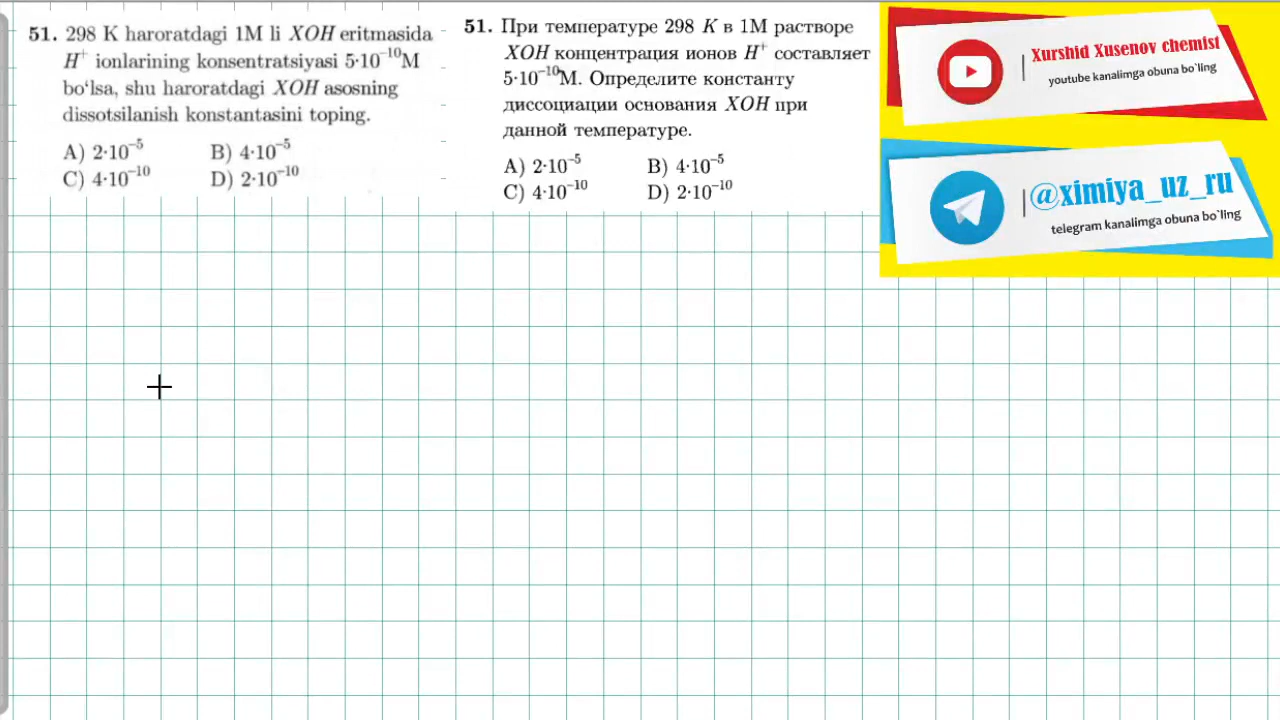 51. 298 K haroratdagi 1M li XOH eritmasida
H⁺ ionlarining konsentratsiyasi 5·10⁻¹⁰M
bo‘lsa, shu haroratdagi XOH asosning
dissotsilanish konstantasini toping.
A) 2·10⁻⁵ B) 4·10⁻⁵
C) 4·10⁻¹⁰ D) 2·10⁻¹⁰
51. При температуре 298 K в 1М растворе
XOH концентрация ионов H⁺ составляет
5·10⁻¹⁰М. Определите константу
диссоциации основания XOH при
данной температуре.
A) 2·10⁻⁵ B) 4·10⁻⁵
C) 4·10⁻¹⁰ D) 2·10⁻¹⁰
Xurshid Xusenov chemist
youtube kanalimga obuna bo`ling
@ximiya_uz_ru
telegram kanalimga obuna bo`ling